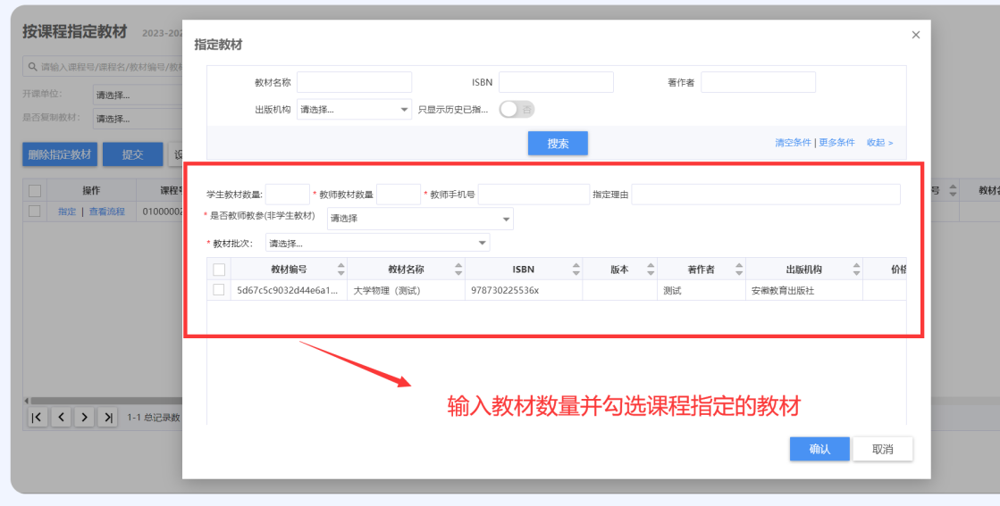 按课程指定教材 2023-202
请输入课程号/课程名/教材编号/教材
开课单位: 请选择...
是否复制教材: 请选择...
删除指定教材 提交 设
操作 课程号
指定 | 查看流程 01000002
1-1 总记录数
号 教材名
指定教材 ×
教材名称 ISBN 著作者
出版机构 请选择... 只显示历史已指... 否
搜索 清空条件 | 更多条件 收起 >
学生教材数量: * 教师教材数量 * 教师手机号 指定理由
* 是否教师教参(非学生教材) 请选择
* 教材批次: 请选择...
教材编号 教材名称 ISBN 版本 著作者 出版机构 价格
5d67c5c9032d44e6a1... 大学物理（测试） 978730225536x 测试 安徽教育出版社
输入教材数量并勾选课程指定的教材
确认 取消